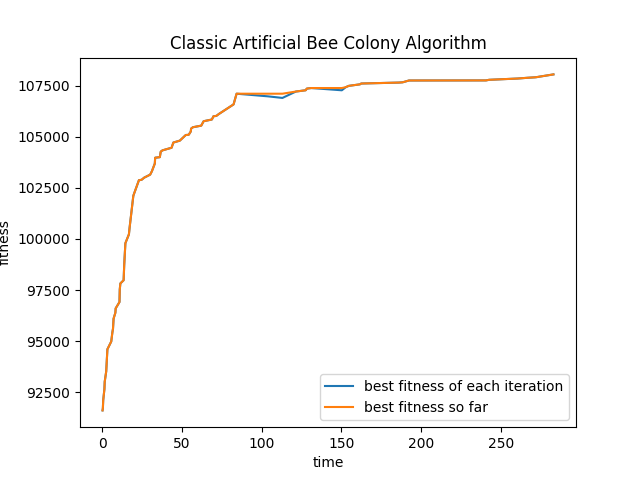 Classic Artificial Bee Colony Algorithm
fitness
107500
105000
102500
100000
97500
95000
92500
best fitness of each iteration
best fitness so far
0
50
100
150
200
250
time